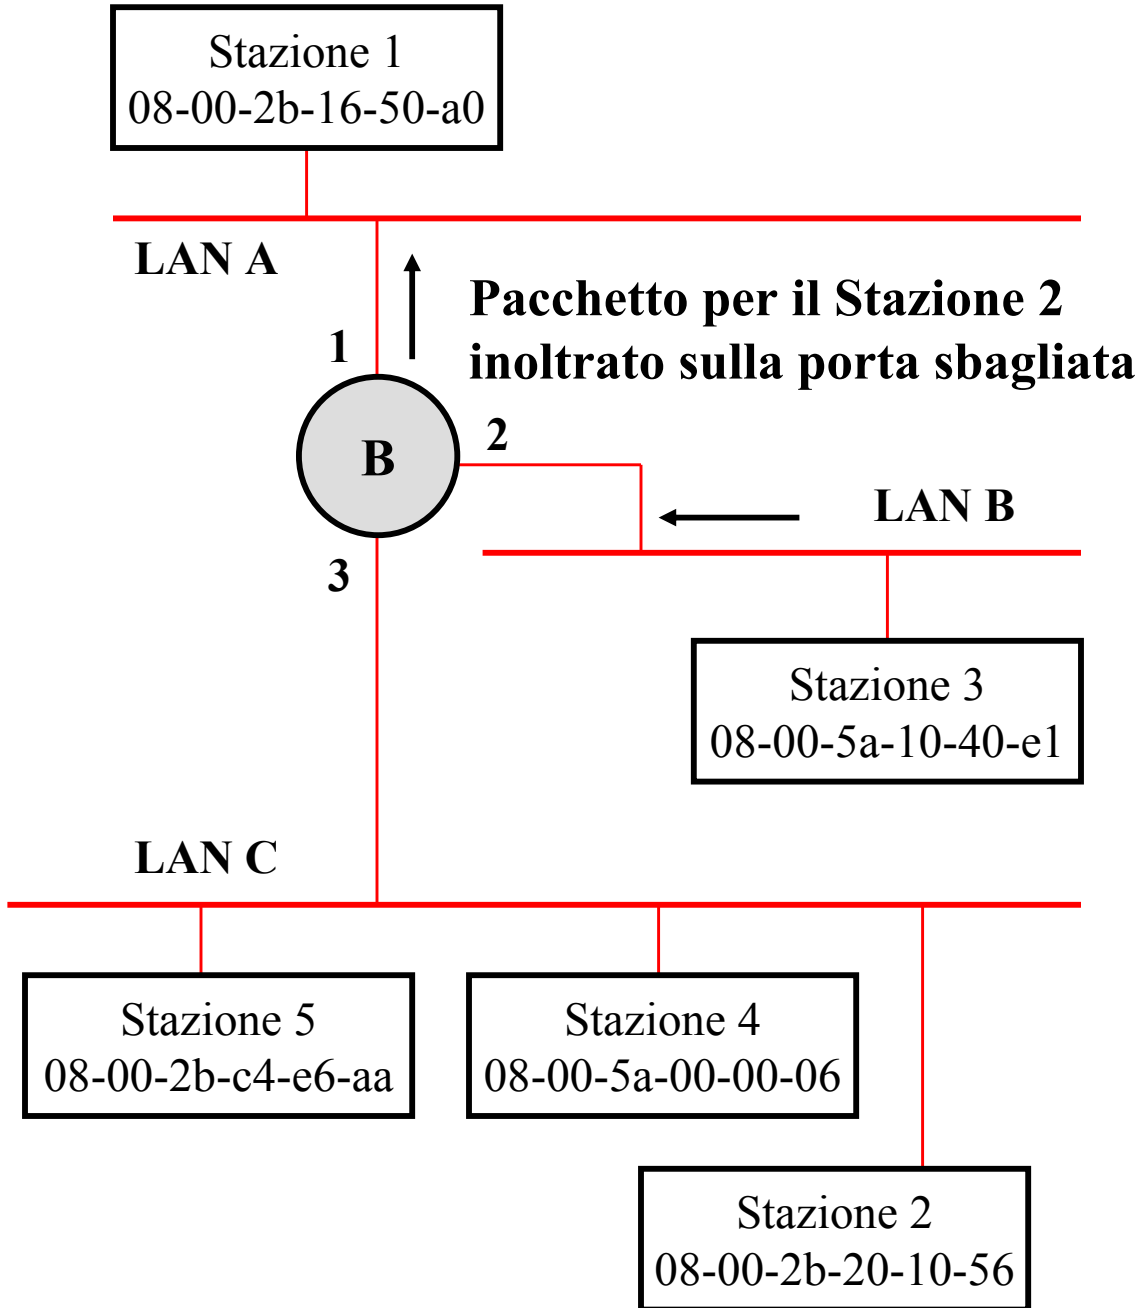 Stazione 1
08-00-2b-16-50-a0
LAN A
Pacchetto per il Stazione 2
inoltrato sulla porta sbagliata
1
B
2
LAN B
3
Stazione 3
08-00-5a-10-40-e1
LAN C
Stazione 5
08-00-2b-c4-e6-aa
Stazione 4
08-00-5a-00-00-06
Stazione 2
08-00-2b-20-10-56